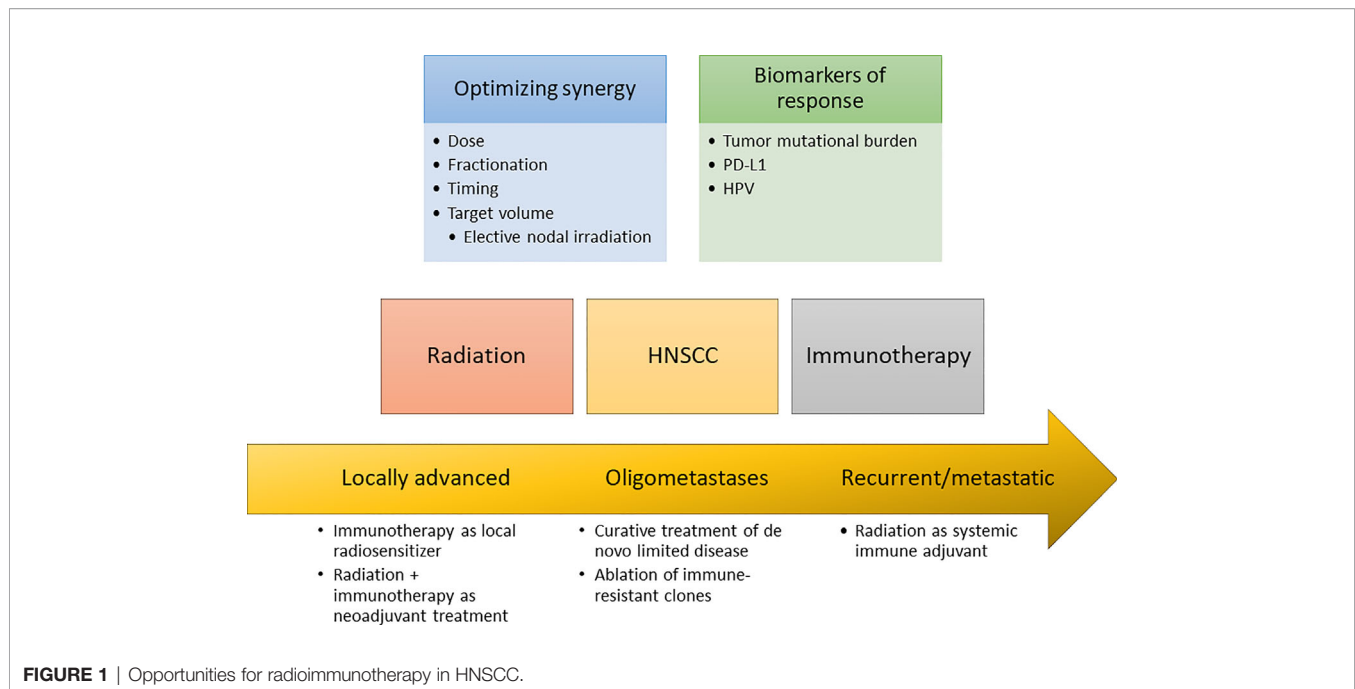 Optimizing synergy
• Dose
• Fractionation
• Timing
• Target volume
• Elective nodal irradiation
Biomarkers of
response
• Tumor mutational burden
• PD-L1
• HPV
Radiation
HNSCC
Immunotherapy
Locally advanced
Oligometastases
Recurrent/metastatic
• Immunotherapy as local
radiosensitizer
• Radiation +
immunotherapy as
neoadjuvant treatment
• Curative treatment of de
novo limited disease
• Ablation of immune-
resistant clones
• Radiation as systemic
immune adjuvant
FIGURE 1 | Opportunities for radioimmunotherapy in HNSCC.